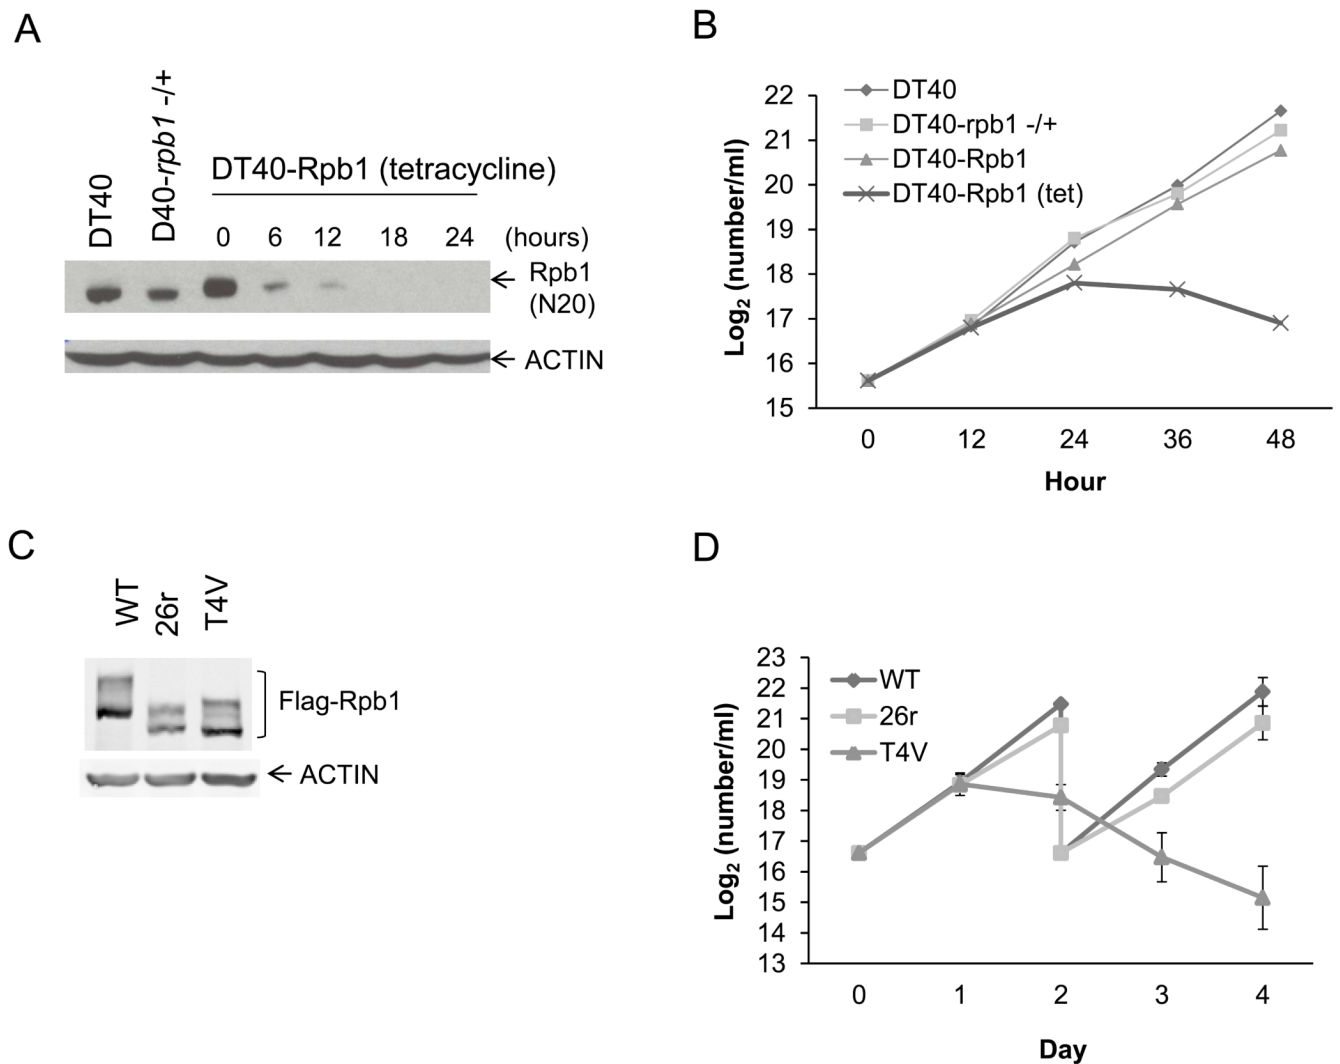 A
DT40
D40-rpb1 -/+
DT40-Rpb1 (tetracycline)
0 6 12 18 24 (hours)
Rpb1
(N20)
ACTIN
B
DT40
DT40-rpb1 -/+
DT40-Rpb1
DT40-Rpb1 (tet)
22
21
20
19
18
17
16
15
Log2 (number/ml)
0 12 24 36 48
Hour
C
WT
26r
T4V
Flag-Rpb1
ACTIN
D
WT
26r
T4V
23
22
21
20
19
18
17
16
15
14
13
Log2 (number/ml)
0 1 2 3 4
Day